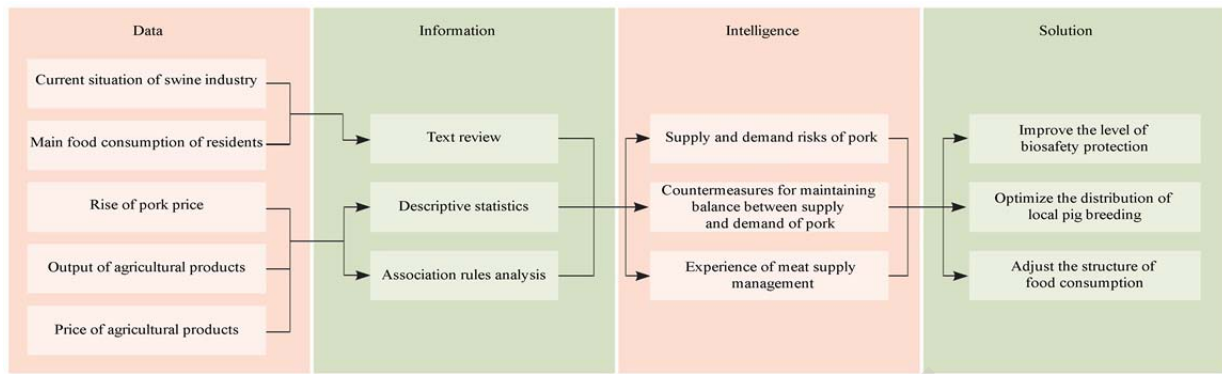 Data
Current situation of swine industry
Main food consumption of residents
Rise of pork price
Output of agricultural products
Price of agricultural products
Information
Text review
Descriptive statistics
Association rules analysis
Intelligence
Supply and demand risks of pork
Countermeasures for maintaining
balance between supply
and demand of pork
Experience of meat supply
management
Solution
Improve the level of
biosafety protection
Optimize the distribution of
local pig breeding
Adjust the structure of
food consumption